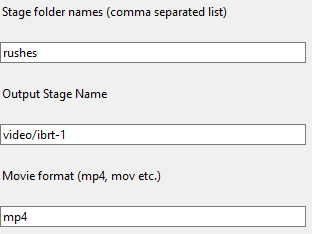 Stage folder names (comma separated list)
rushes
Output Stage Name
video/ibrt-1
Movie format (mp4, mov etc.)
mp4